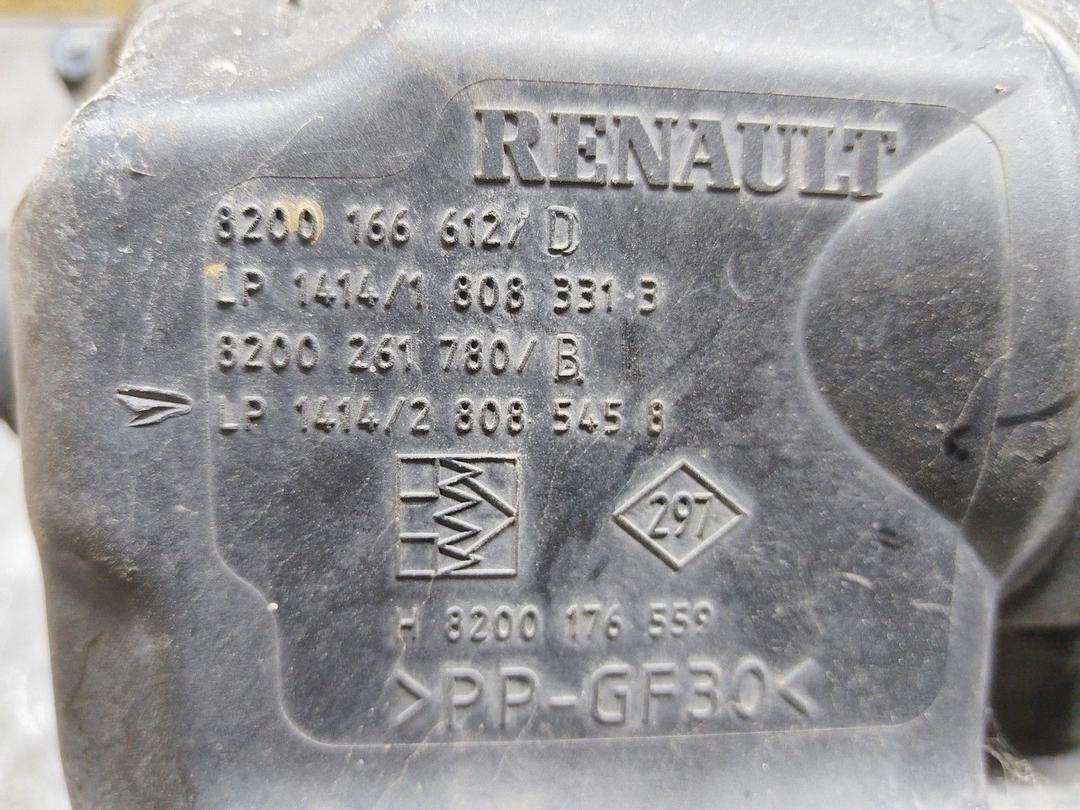 RENAULT
8200 166 612/ D
LP 1414/1 808 331 3
8200 261 780/ B
LP 1414/2 808 545 8
297
H 8200 176 559
>PP-GF30<